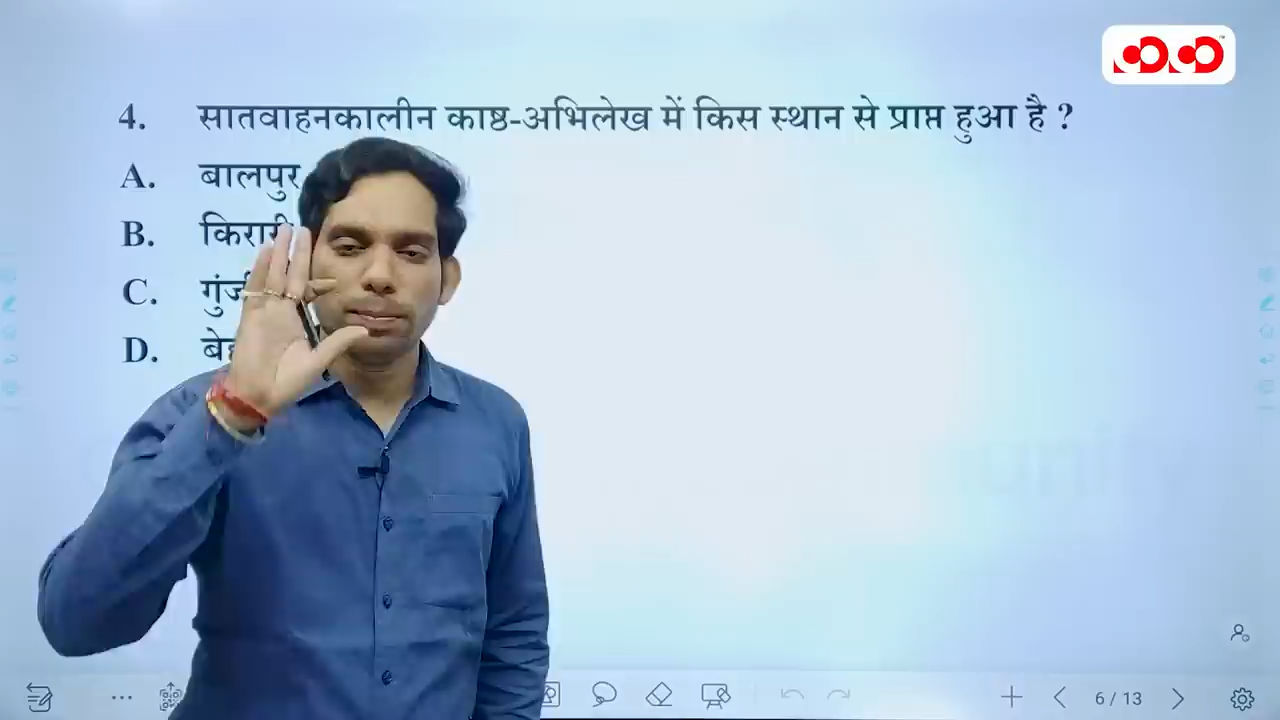 4. सातवाहनकालीन काष्ठ-अभिलेख में किस स्थान से प्राप्त हुआ है ?
A. बालपुर
B.
C.
D.
6 / 13